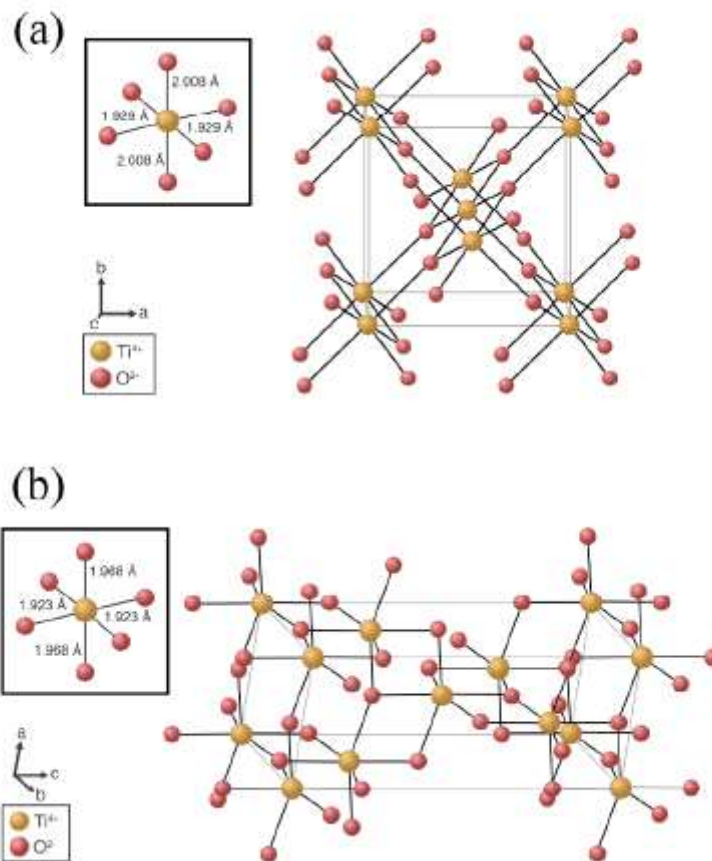 (a)
2.008 Å
1.929 Å
1.929 Å
2.008 Å
b
c
a
Ti⁴⁺
O²⁻
(b)
1.968 Å
1.923 Å
1.923 Å
1.968 Å
a
c
b
Ti⁴⁺
O²⁻